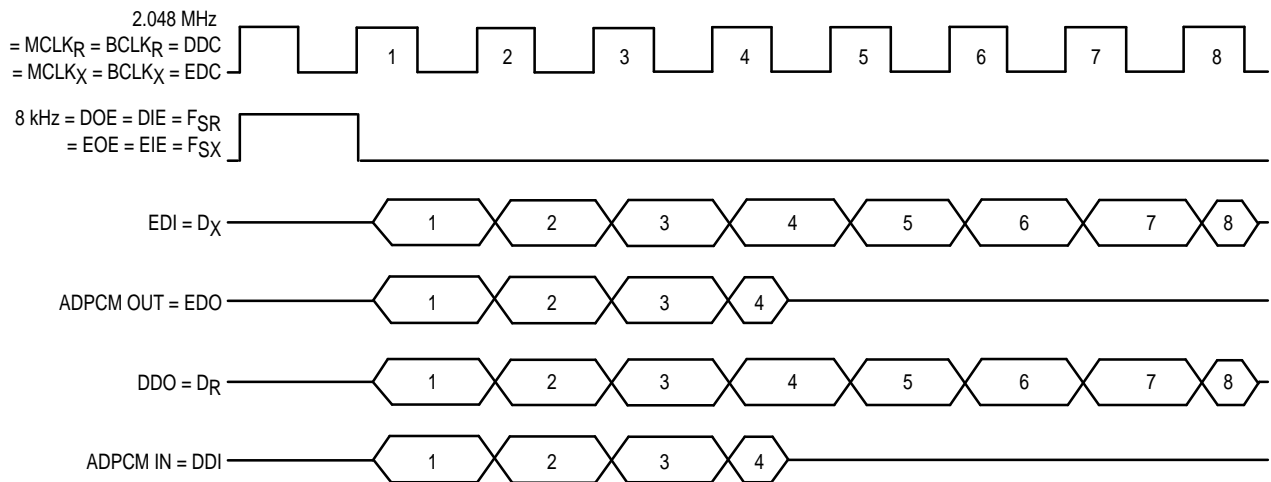 2.048 MHz
= MCLKR = BCLKR = DDC
= MCLKX = BCLKX = EDC
1 2 3 4 5 6 7 8
8 kHz = DOE = DIE = FSR
= EOE = EIE = FSX
EDI = DX
1 2 3 4 5 6 7 8
ADPCM OUT = EDO
1 2 3 4
DDO = DR
1 2 3 4 5 6 7 8
ADPCM IN = DDI
1 2 3 4